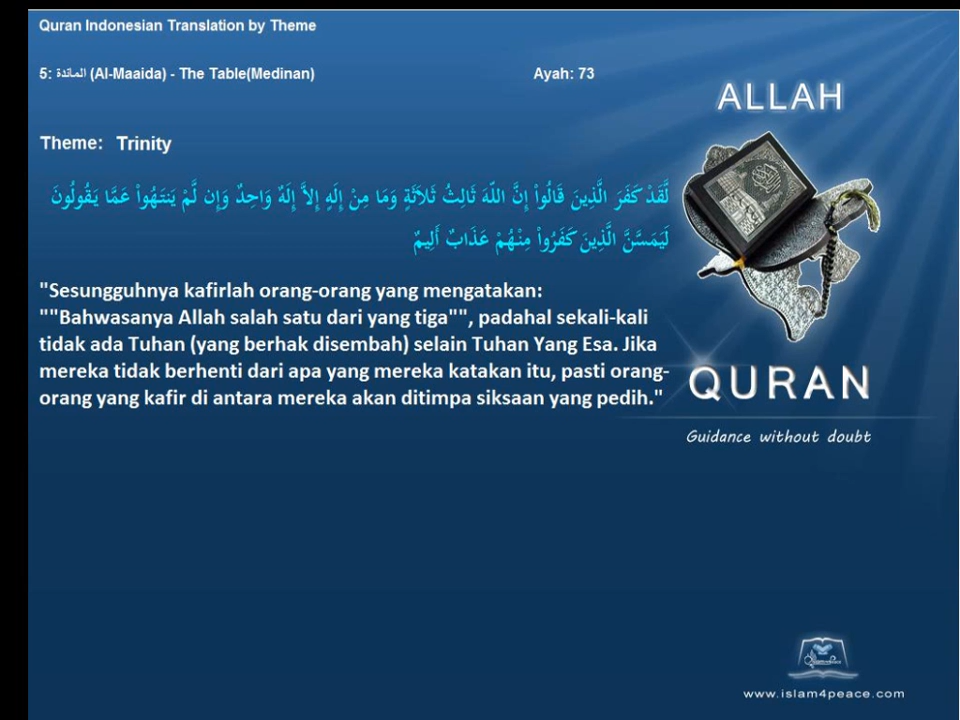 Quran Indonesian Translation by Theme
5: المائدة (Al-Maaida) - The Table(Medinan)
Ayah: 73
ALLAH
Theme: Trinity
لَّقَدْ كَفَرَ الَّذِينَ قَالُواْ إِنَّ اللّهَ ثَالِثُ ثَلاَثَةٍ وَمَا مِنْ إِلَهٍ إِلاَّ إِلَهٌ وَاحِدٌ وَإِن لَّمْ يَنتَهُواْ عَمَّا يَقُولُونَ
لَيَمَسَّنَّ الَّذِينَ كَفَرُواْ مِنْهُمْ عَذَابٌ أَلِيمٌ
"Sesungguhnya kafirlah orang-orang yang mengatakan:
""Bahwasanya Allah salah satu dari yang tiga"", padahal sekali-kali
tidak ada Tuhan (yang berhak disembah) selain Tuhan Yang Esa. Jika
mereka tidak berhenti dari apa yang mereka katakan itu, pasti orang-
orang yang kafir di antara mereka akan ditimpa siksaan yang pedih."
QURAN
Guidance without doubt
www.islam4peace.com